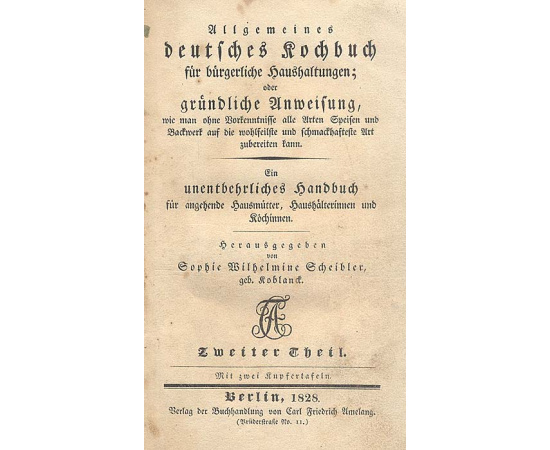 Allgemeines
deutſches Kochbuch
für bürgerliche Haushaltungen;
oder
gründliche Anweiſung,
wie man ohne Vorkenntniſſe alle Arten Speiſen und
Backwerk auf die wohlfeilſte und ſchmackhafteſte Art
zubereiten kann.
Ein
unentbehrliches Handbuch
für angehende Hausmütter, Haushälterinnen und
Köchinnen.
Herausgegeben
von
Sophie Wilhelmine Scheibler,
geb. Koblanck.
Zweiter Theil.
Mit zwei Kupfertafeln.
Berlin, 1828.
Verlag der Buchhandlung von Carl Friedrich Amelang.
(Brüderſtraße No. 11.)